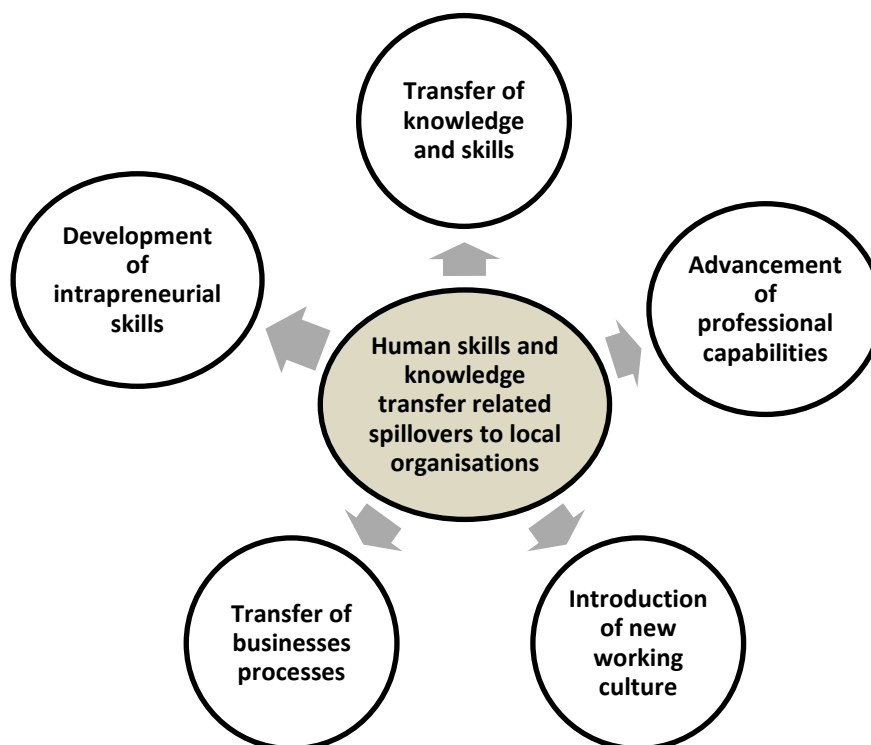 Transfer of
knowledge
and skills
Development
of
intrapreneurial
skills
Advancement
of
professional
capabilities
Human skills and
knowledge
transfer related
spillovers to local
organisations
Transfer of
businesses
processes
Introduction
of new
working
culture